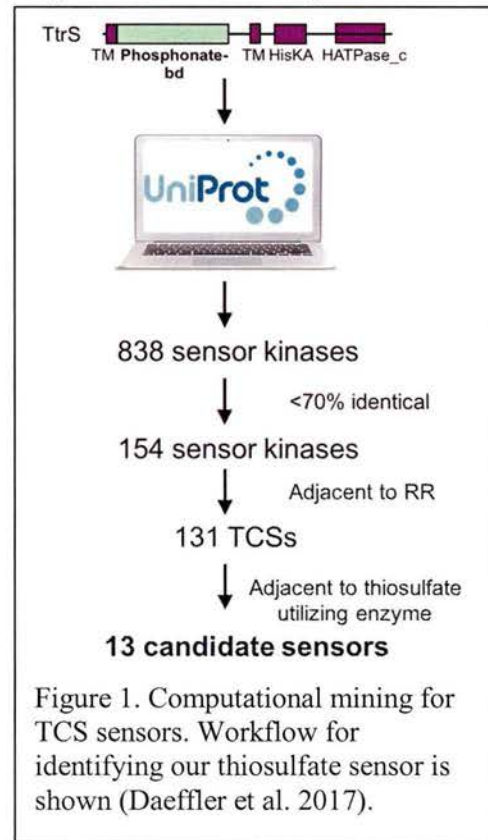 TtrS
TM Phosphonate- TM HisKA HATPase_c
bd
UniProt
838 sensor kinases
<70% identical
154 sensor kinases
Adjacent to RR
131 TCSs
Adjacent to thiosulfate
utilizing enzyme
13 candidate sensors
Figure 1. Computational mining for
TCS sensors. Workflow for
identifying our thiosulfate sensor is
shown (Daeffler et al. 2017).